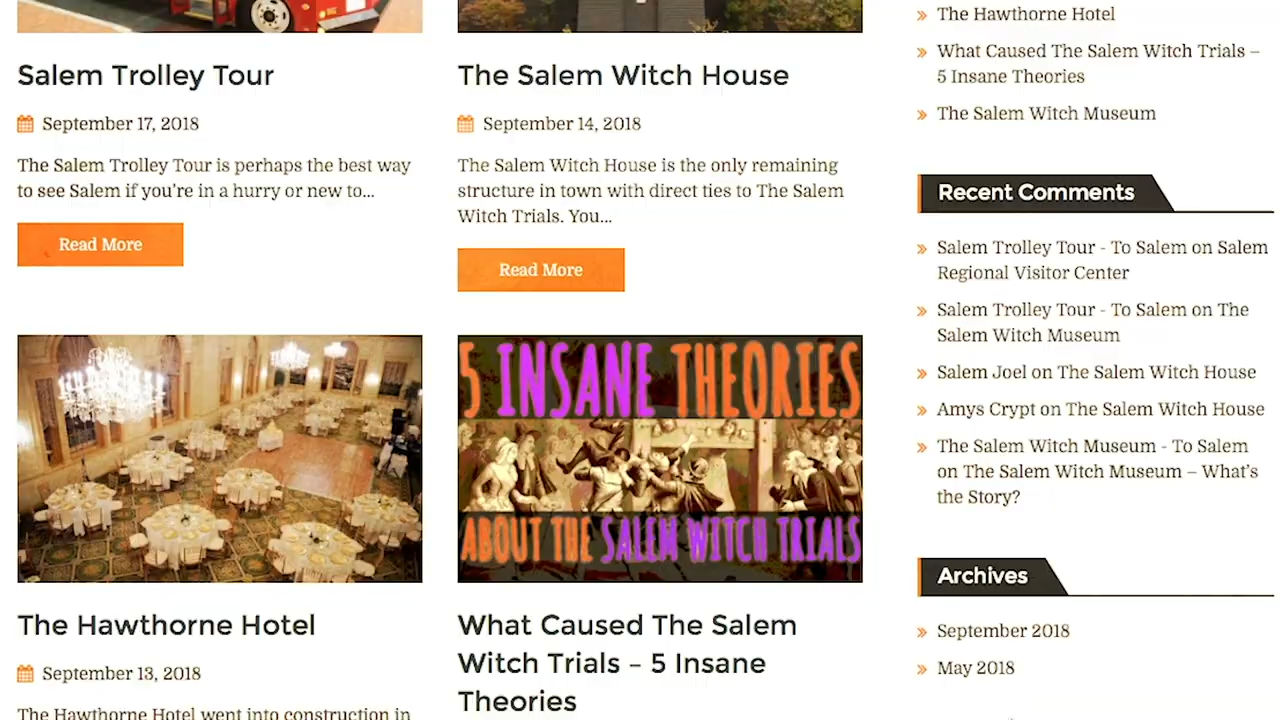 Salem Trolley Tour
September 17, 2018
The Salem Trolley Tour is perhaps the best way
to see Salem if you're in a hurry or new to...
Read More
The Salem Witch House
September 14, 2018
The Salem Witch House is the only remaining
structure in town with direct ties to The Salem
Witch Trials. You...
Read More
The Hawthorne Hotel
September 13, 2018
The Hawthorne Hotel went into construction in
5 INSANE THEORIES
ABOUT THE SALEM WITCH TRIALS
What Caused The Salem
Witch Trials – 5 Insane
Theories
The Hawthorne Hotel
What Caused The Salem Witch Trials –
5 Insane Theories
The Salem Witch Museum
Recent Comments
Salem Trolley Tour - To Salem on Salem
Regional Visitor Center
Salem Trolley Tour - To Salem on The
Salem Witch Museum
Salem Joel on The Salem Witch House
Amys Crypt on The Salem Witch House
The Salem Witch Museum - To Salem
on The Salem Witch Museum – What's
the Story?
Archives
September 2018
May 2018